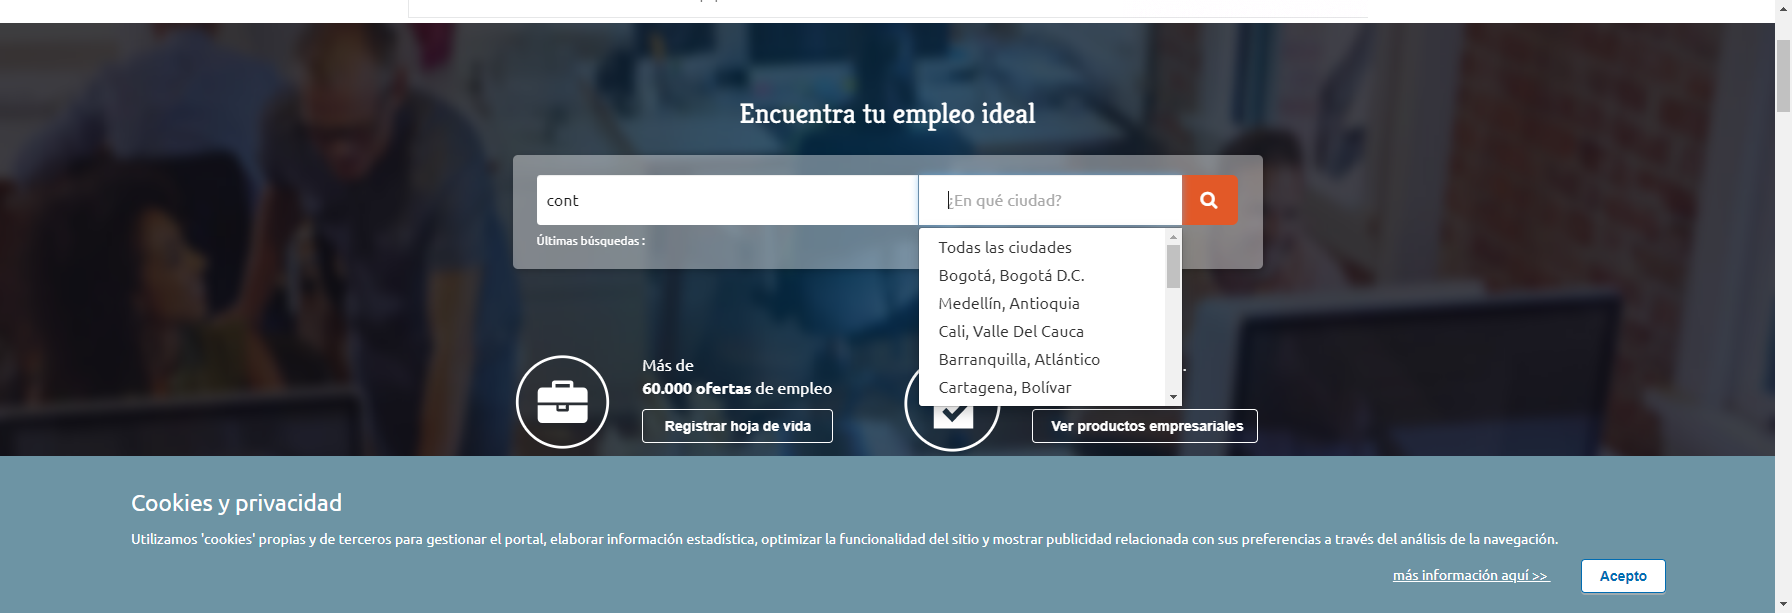 Encuentra tu empleo ideal
cont
¿En qué ciudad?
Últimas búsquedas :
Todas las ciudades
Bogotá, Bogotá D.C.
Medellín, Antioquia
Cali, Valle Del Cauca
Barranquilla, Atlántico
Cartagena, Bolívar
Más de
60.000 ofertas de empleo
Registrar hoja de vida
Ver productos empresariales
Cookies y privacidad
Utilizamos 'cookies' propias y de terceros para gestionar el portal, elaborar información estadística, optimizar la funcionalidad del sitio y mostrar publicidad relacionada con sus preferencias a través del análisis de la navegación.
más información aquí >>
Acepto